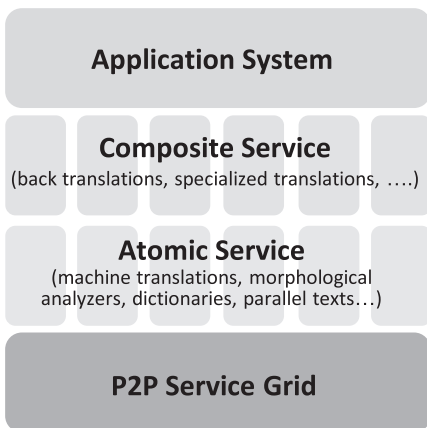 Application System
Composite Service
(back translations, specialized translations, ....)
Atomic Service
(machine translations, morphological
analyzers, dictionaries, parallel texts...)
P2P Service Grid